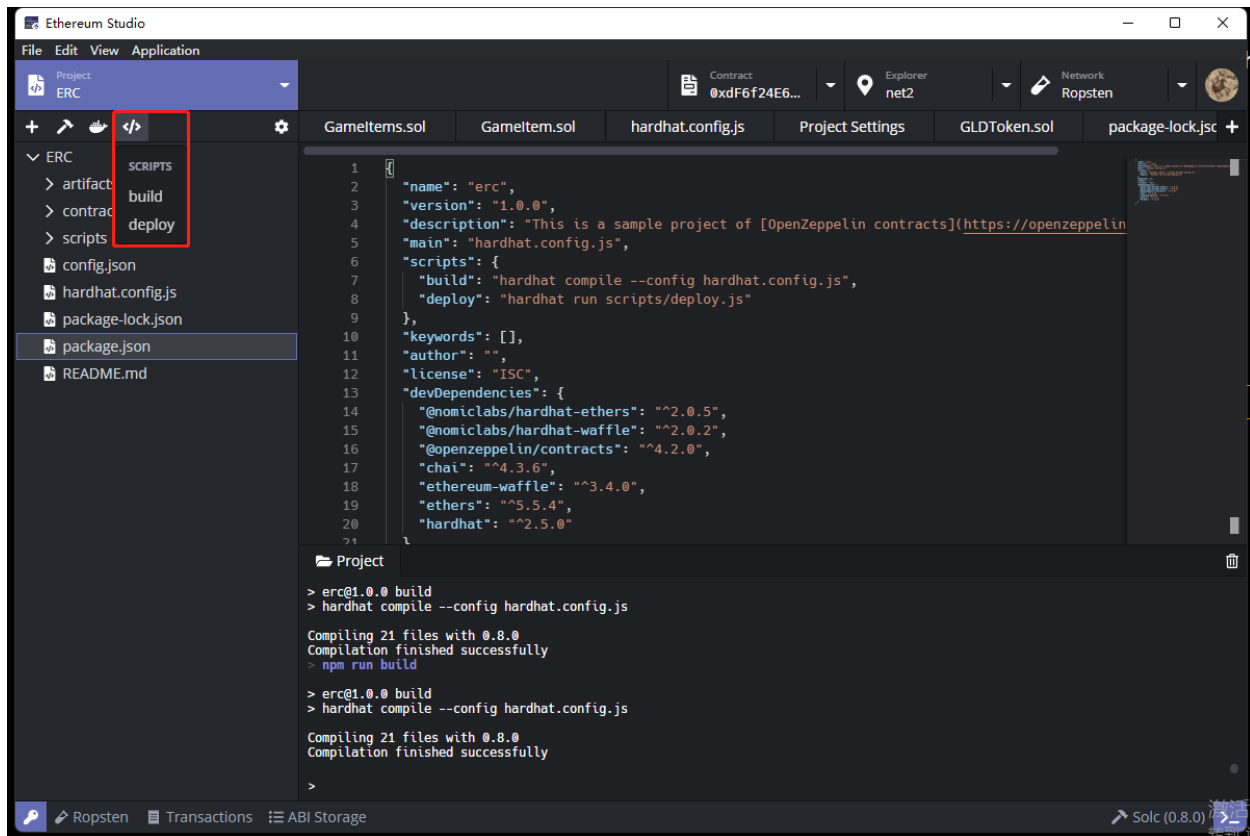 Ethereum Studio
File Edit View Application
Project
ERC
Contract
0xdF6f24E6...
Explorer
net2
Network
Ropsten
GameItems.sol GameItem.sol hardhat.config.js Project Settings GLDToken.sol package-lock.jsc
ERC
SCRIPTS
build
deploy
artifacts
contrac
scripts
config.json
hardhat.config.js
package-lock.json
package.json
README.md
1 {
2 "name": "erc",
3 "version": "1.0.0",
4 "description": "This is a sample project of [OpenZeppelin contracts](https://openzeppelin
5 "main": "hardhat.config.js",
6 "scripts": {
7 "build": "hardhat compile --config hardhat.config.js",
8 "deploy": "hardhat run scripts/deploy.js"
9 },
10 "keywords": [],
11 "author": "",
12 "license": "ISC",
13 "devDependencies": {
14 "@nomiclabs/hardhat-ethers": "^2.0.5",
15 "@nomiclabs/hardhat-waffle": "^2.0.2",
16 "@openzeppelin/contracts": "^4.2.0",
17 "chai": "^4.3.6",
18 "ethereum-waffle": "^3.4.0",
19 "ethers": "^5.5.4",
20 "hardhat": "^2.5.0"
21 }
Project
> erc@1.0.0 build
> hardhat compile --config hardhat.config.js
Compiling 21 files with 0.8.0
Compilation finished successfully
> npm run build
> erc@1.0.0 build
> hardhat compile --config hardhat.config.js
Compiling 21 files with 0.8.0
Compilation finished successfully
>
Ropsten Transactions ABI Storage Solc (0.8.0)
激活